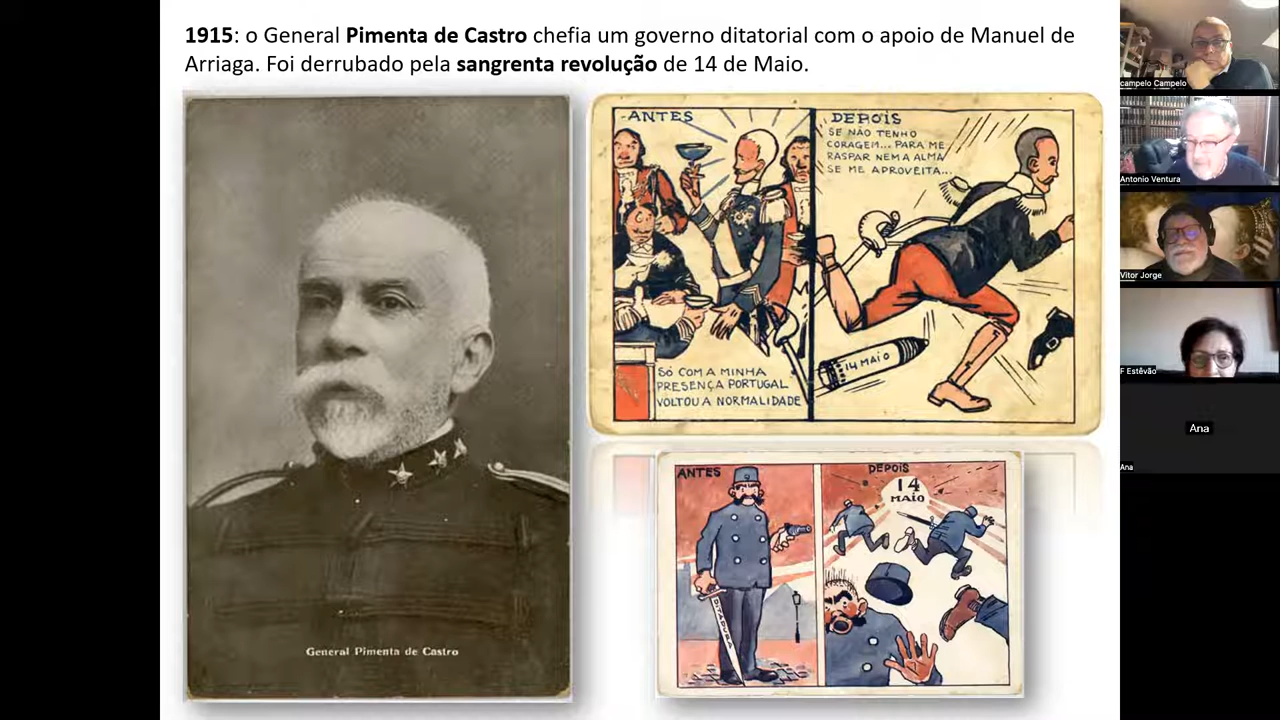 1915: o General Pimenta de Castro chefia um governo ditatorial com o apoio de Manuel de
Arriaga. Foi derrubado pela sangrenta revolução de 14 de Maio.
General Pimenta de Castro
ANTES
SÓ COM A MINHA
PRESENÇA PORTUGAL
VOLTOU A NORMALIDADE
DEPOIS
SE NÃO TENHO
CORAGEM... PARA ME
RASPAR NEM A ALMA
SE ME APROVEITA...
14 MAIO
ANTES
DITADURA
DEPOIS
14
MAIO
campelo Campelo
Antonio Ventura
Vitor Jorge
F Estêvão
Ana
Ana